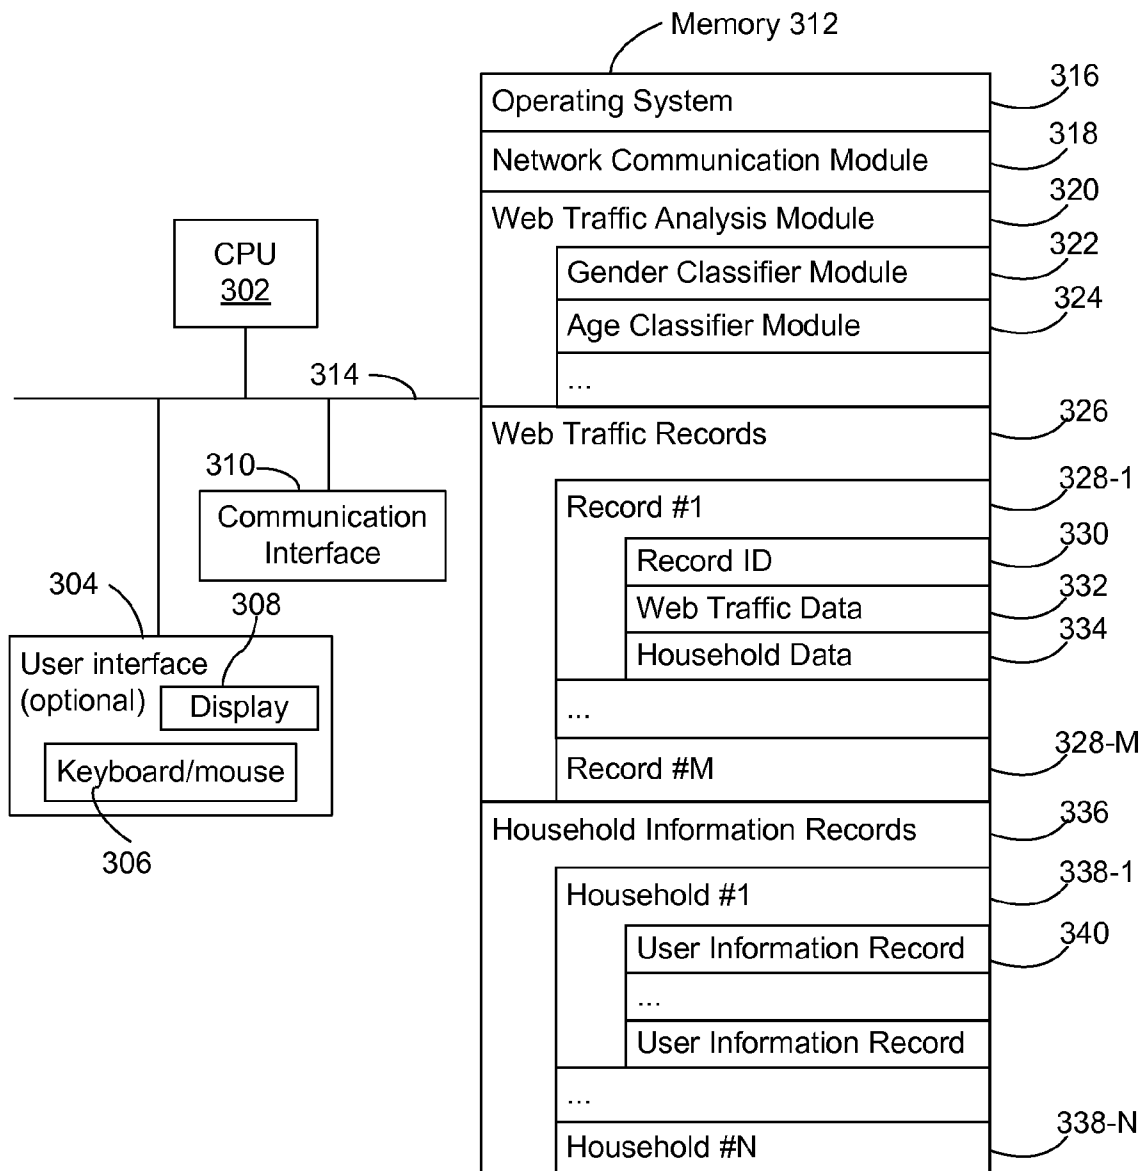 Memory 312
Operating System
316
Network Communication Module
318
Web Traffic Analysis Module
320
Gender Classifier Module
322
Age Classifier Module
324
...
CPU
302
314
Web Traffic Records
326
310
Communication
Interface
Record #1
328-1
Record ID
330
Web Traffic Data
332
Household Data
334
...
Record #M
328-M
304
308
User interface
(optional)
Display
Keyboard/mouse
306
Household Information Records
336
Household #1
338-1
User Information Record
340
...
User Information Record
...
Household #N
338-N